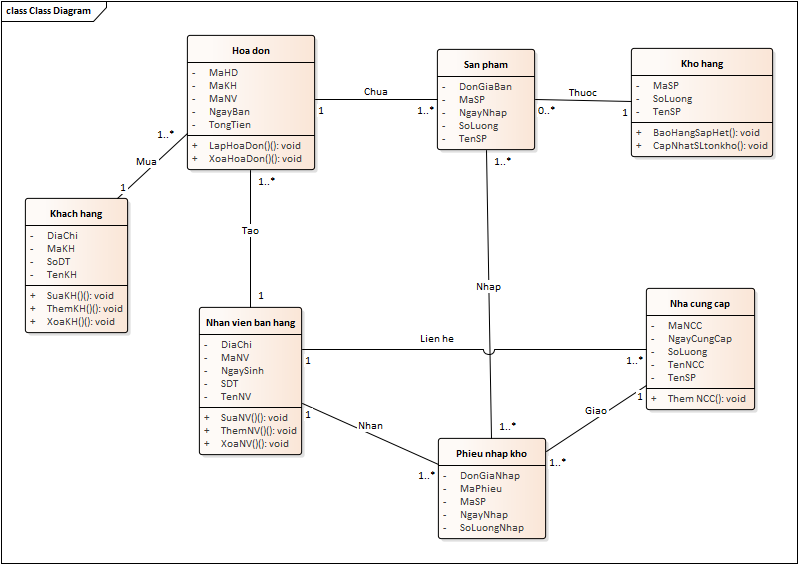 class Class Diagram
Hoa don
- MaHD
- MaKH
- MaNV
- NgayBan
- TongTien
+ LapHoaDon()(): void
+ XoaHoaDon()(): void
San pham
- DonGiaBan
- MaSP
- NgayNhap
- SoLuong
- TenSP
Kho hang
- MaSP
- SoLuong
- TenSP
+ BaoHangSapHet(): void
+ CapNhatSLtonkho(): void
Chua
1
1..*
Thuoc
0..*
1
1..*
Mua
1
1..*
Tao
1
1..*
Nhap
1..*
Khach hang
- DiaChi
- MaKH
- SoDT
- TenKH
+ SuaKH()(): void
+ ThemKH()(): void
+ XoaKH()(): void
Nhan vien ban hang
- DiaChi
- MaNV
- NgaySinh
- SDT
- TenNV
+ SuaNV()(): void
+ ThemNV()(): void
+ XoaNV()(): void
Nha cung cap
- MaNCC
- NgayCungCap
- SoLuong
- TenNCC
- TenSP
+ Them NCC(): void
Lien he
1
1..*
Giao
1
1..*
Nhan
1
1..*
Phieu nhap kho
- DonGiaNhap
- MaPhieu
- MaSP
- NgayNhap
- SoLuongNhap